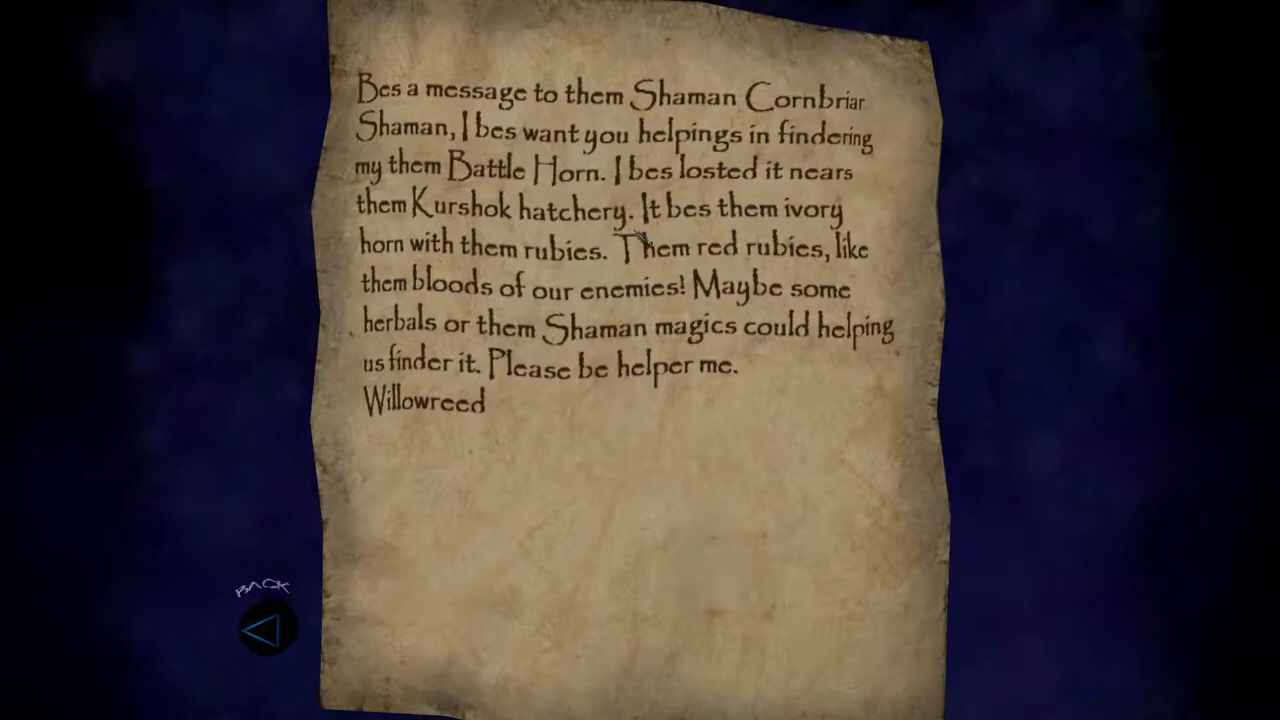 Bes a message to them Shaman Cornbriar
Shaman, I bes want you helpings in findering
my them Battle Horn. I bes losted it nears
them Kurshok hatchery. It bes them ivory
horn with them rubies. Them red rubies, like
them bloods of our enemies! Maybe some
herbals or them Shaman magics could helping
us finder it. Please be helper me.
Willowreed
BACK